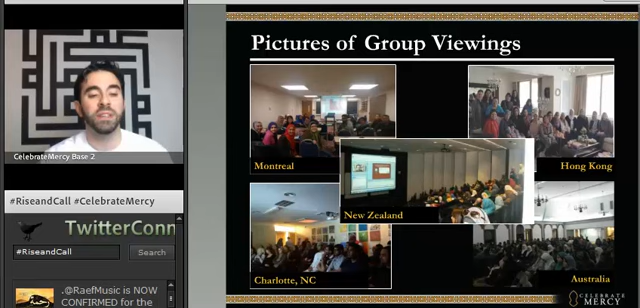 CelebrateMercy Base 2
#RiseandCall #CelebrateMercy
TwitterConn
#RiseandCall
Search
.@RaefMusic is NOW
CONFIRMED for the
Pictures of Group Viewings
Montreal
Hong Kong
New Zealand
Charlotte, NC
Australia
CELEBRATE
MERCY